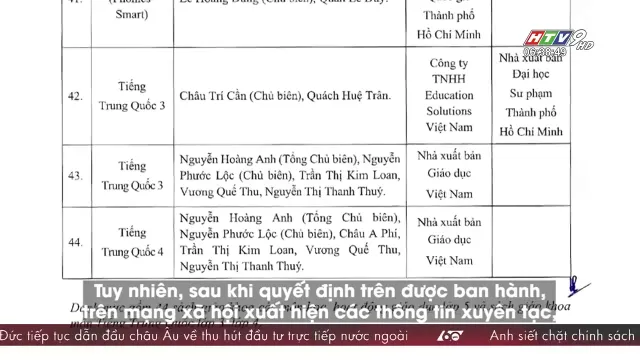 41.
(Phonics
Smart)
Lê Hoàng Dũng (Chủ biên), Quản Lê Duy.
Quốc gia
Thành phố
Hồ Chí Minh
HTV9 HD
06:38:49
42.
Tiếng
Trung Quốc 3
Châu Trí Cần (Chủ biên), Quách Huệ Trân.
Công ty
TNHH
Education
Solutions
Việt Nam
Nhà xuất bản
Đại học
Sư phạm
Thành phố
Hồ Chí Minh
43.
Tiếng
Trung Quốc 3
Nguyễn Hoàng Anh (Tổng Chủ biên), Nguyễn
Phước Lộc (Chủ biên), Trần Thị Kim Loan,
Vương Quế Thu, Nguyễn Thị Thanh Thuý.
Nhà xuất bản
Giáo dục
Việt Nam
44.
Tiếng
Trung Quốc 4
Nguyễn Hoàng Anh (Tổng Chủ biên),
Nguyễn Phước Lộc (Chủ biên), Châu A Phí,
Trần Thị Kim Loan, Vương Quế Thu,
Nguyễn Thị Thanh Thuý.
Nhà xuất bản
Giáo dục
Việt Nam
Tuy nhiên, sau khi quyết định trên được ban hành,
trên mạng xã hội xuất hiện các thông tin xuyên tạc,
Đức tiếp tục dẫn đầu châu Âu về thu hút đầu tư trực tiếp nước ngoài
60
Anh siết chặt chính sách